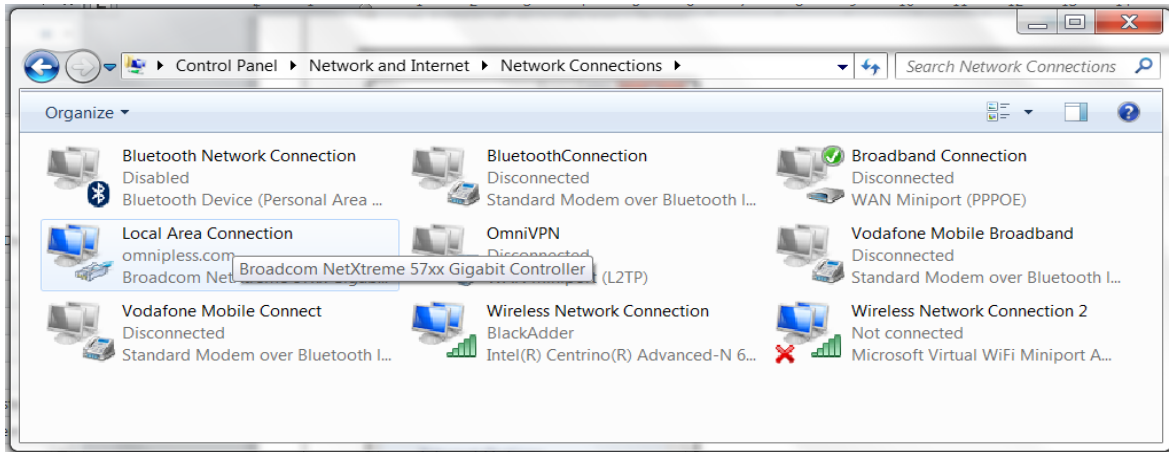 Control Panel ▸ Network and Internet ▸ Network Connections ▸
Search Network Connections
Organize
Bluetooth Network Connection
Disabled
Bluetooth Device (Personal Area ...
BluetoothConnection
Disconnected
Standard Modem over Bluetooth l...
Broadband Connection
Disconnected
WAN Miniport (PPPOE)
Local Area Connection
omnipless.com
Broadcom Net
Broadcom NetXtreme 57xx Gigabit Controller
OmniVPN
Disconnected
(L2TP)
Vodafone Mobile Broadband
Disconnected
Standard Modem over Bluetooth l...
Vodafone Mobile Connect
Disconnected
Standard Modem over Bluetooth l...
Wireless Network Connection
BlackAdder
Intel(R) Centrino(R) Advanced-N 6...
Wireless Network Connection 2
Not connected
Microsoft Virtual WiFi Miniport A...